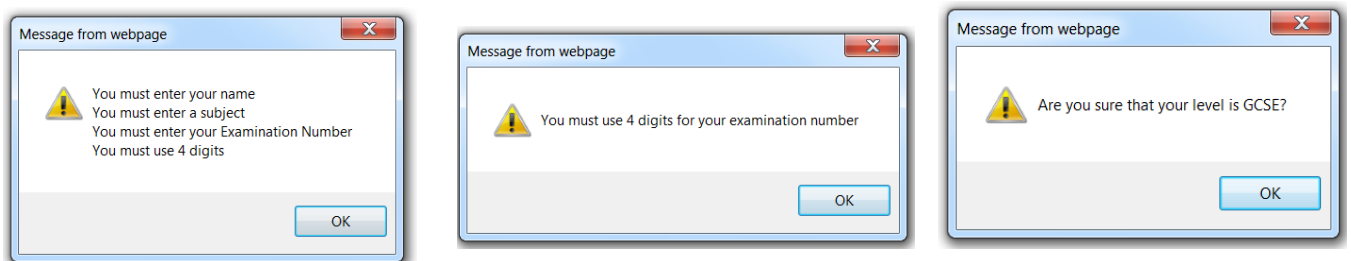 Message from webpage
You must enter your name
You must enter a subject
You must enter your Examination Number
You must use 4 digits
OK
Message from webpage
You must use 4 digits for your examination number
OK
Message from webpage
Are you sure that your level is GCSE?
OK